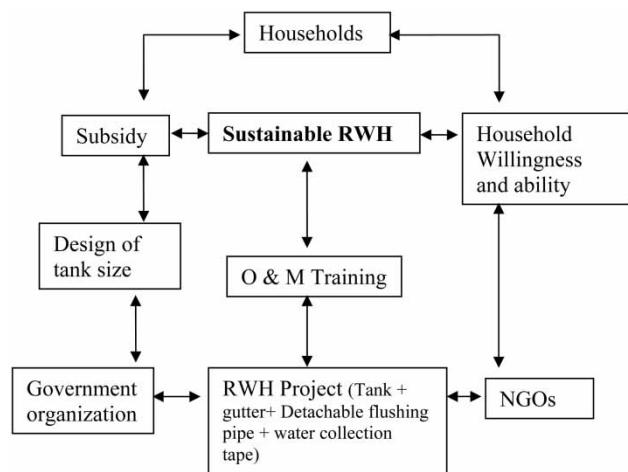 Households
Subsidy
Sustainable RWH
Household
Willingness
and ability
Design of
tank size
O & M Training
Government
organization
RWH Project (Tank +
gutter+ Detachable flushing
pipe + water collection
tape)
NGOs